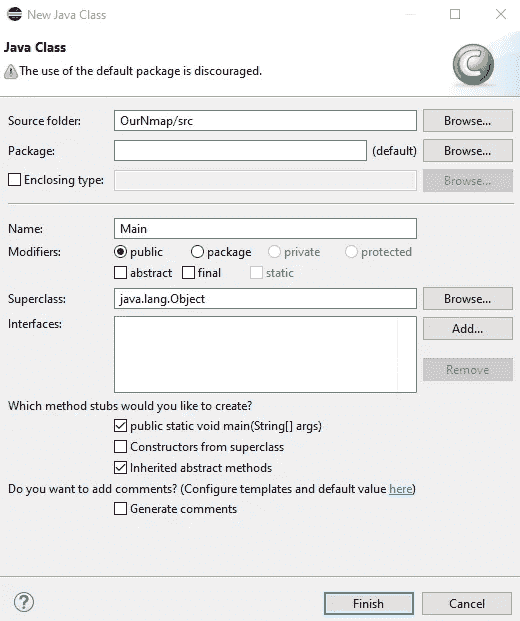 New Java Class
Java Class
The use of the default package is discouraged.
Source folder: OurNmap/src Browse...
Package: (default) Browse...
Enclosing type: Browse...
Name: Main
Modifiers: public package private protected
abstract final static
Superclass: java.lang.Object Browse...
Interfaces: Add...
Remove
Which method stubs would you like to create?
public static void main(String[] args)
Constructors from superclass
Inherited abstract methods
Do you want to add comments? (Configure templates and default value here)
Generate comments
? Finish Cancel